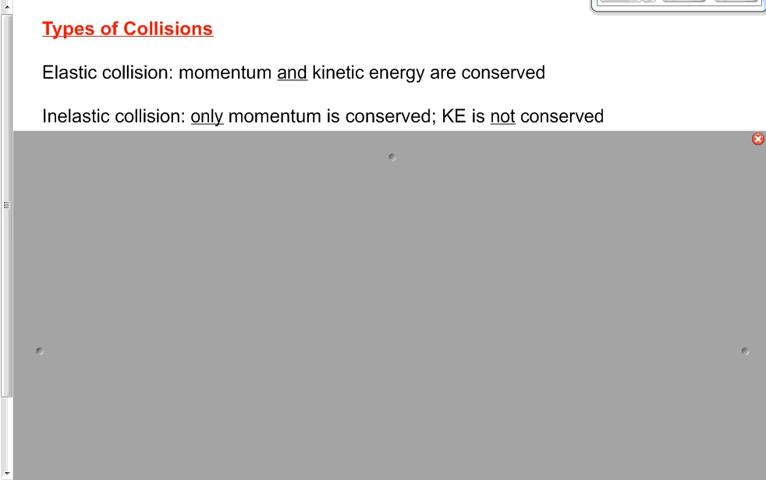 Types of Collisions
Elastic collision: momentum and kinetic energy are conserved
Inelastic collision: only momentum is conserved; KE is not conserved